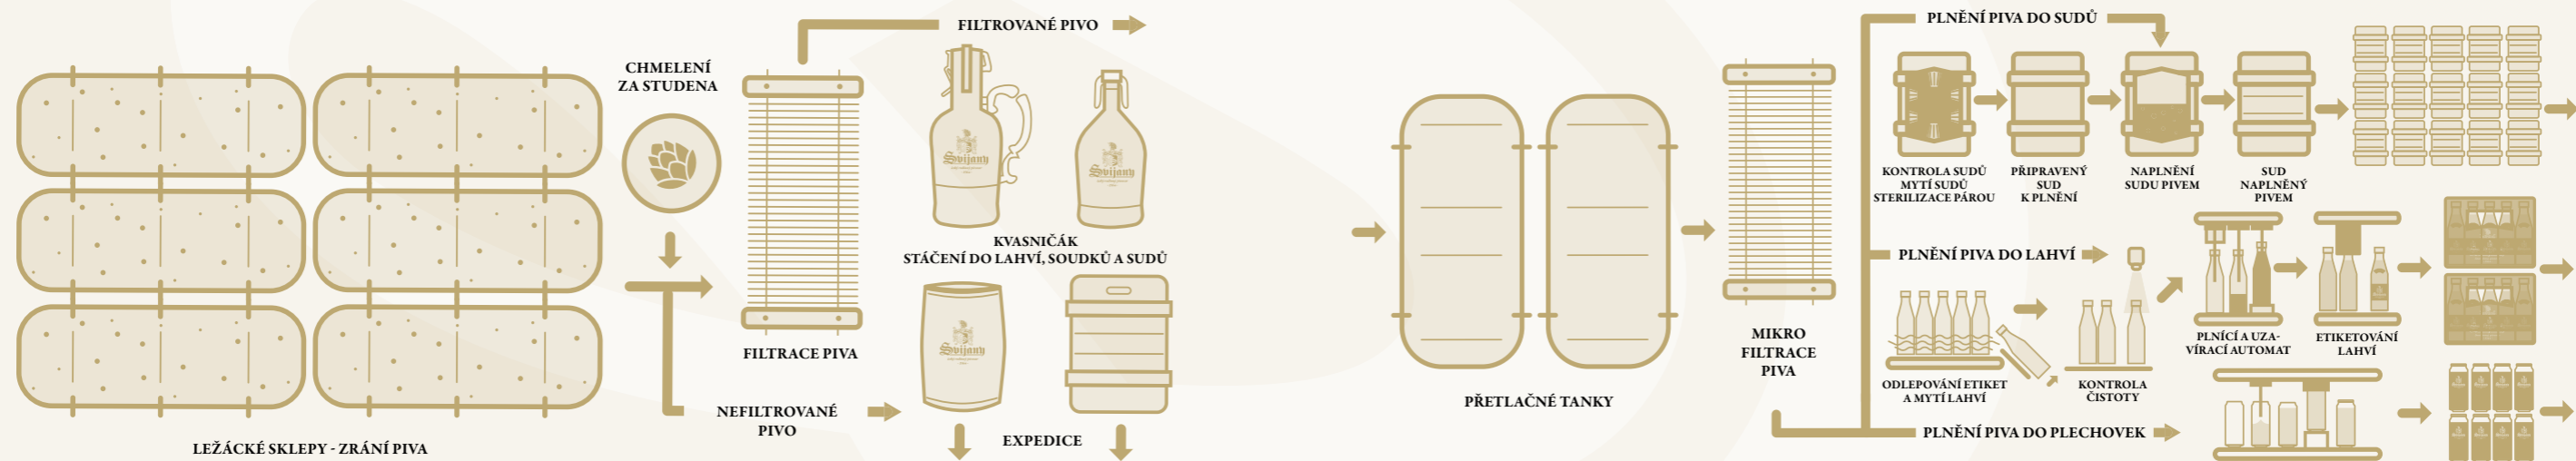 FILTROVANÉ PIVO
CHMELENÍ
ZA STUDENA
Svijany
Svijany
KVASNIČÁK
STÁČENÍ DO LAHVÍ, SOUDKŮ A SUDŮ
FILTRACE PIVA
Svijany
NEFILTROVANÉ
PIVO
EXPEDICE
LEŽÁCKÉ SKLEPY - ZRÁNÍ PIVA
PŘETLAČNÉ TANKY
MIKRO
FILTRACE
PIVA
PLNĚNÍ PIVA DO SUDŮ
KONTROLA SUDŮ
MYTÍ SUDŮ
STERILIZACE PÁROU
PŘIPRAVENÝ
SUD
K PLNĚNÍ
NAPLNĚNÍ
SUDU PIVEM
SUD
NAPLNĚNÝ
PIVEM
PLNĚNÍ PIVA DO LAHVÍ
ODLEPOVÁNÍ ETIKET
A MYTÍ LAHVÍ
KONTROLA
ČISTOTY
PLNÍCÍ A UZA-
VÍRACÍ AUTOMAT
ETIKETOVÁNÍ
LAHVÍ
PLNĚNÍ PIVA DO PLECHOVEK